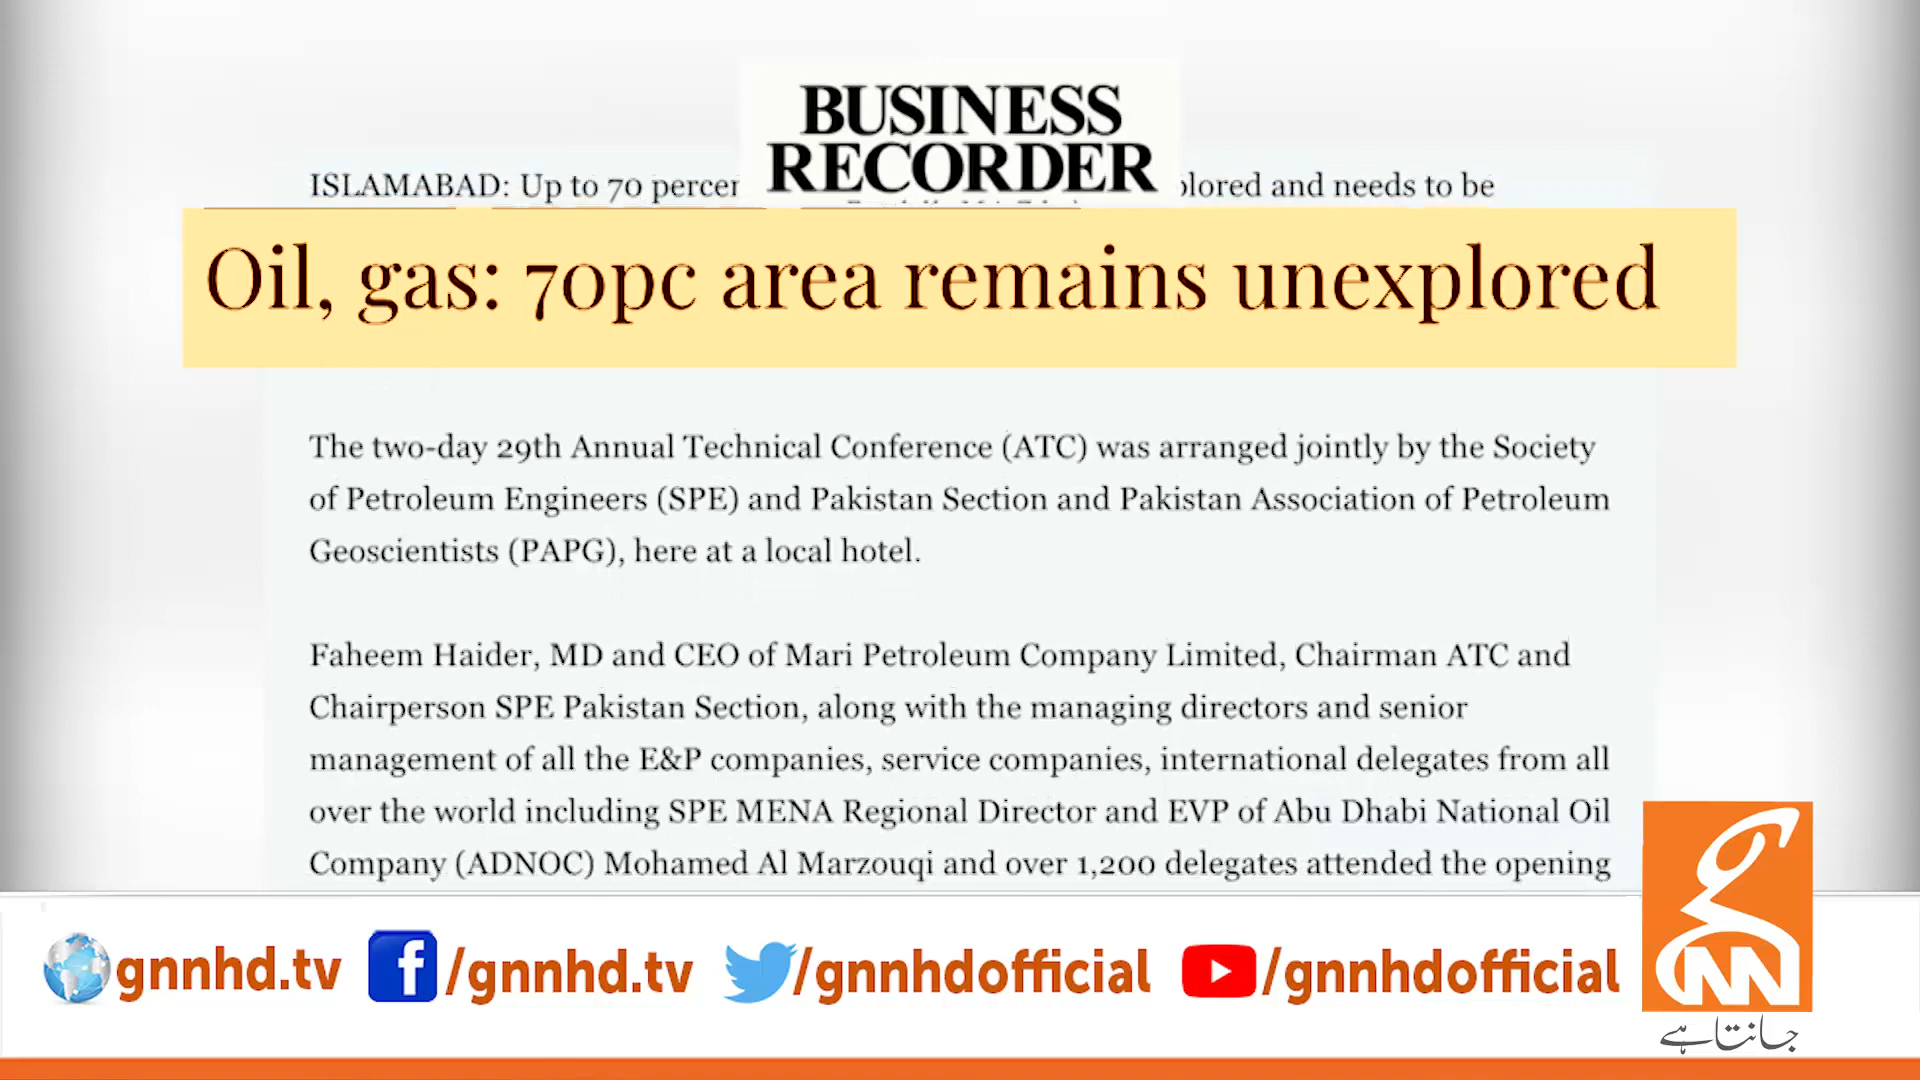 BUSINESS
RECORDER
ISLAMABAD: Up to 70 and needs to be
Oil, gas: 70pc area remains unexplored
The two-day 29th Annual Technical Conference (ATC) was arranged jointly by the Society
of Petroleum Engineers (SPE) and Pakistan Section and Pakistan Association of Petroleum
Geoscientists (PAPG), here at a local hotel.
Faheem Haider, MD and CEO of Mari Petroleum Company Limited, Chairman ATC and
Chairperson SPE Pakistan Section, along with the managing directors and senior
management of all the E&P companies, service companies, international delegates from all
over the world including SPE MENA Regional Director and EVP of Abu Dhabi National Oil
Company (ADNOC) Mohamed Al Marzouqi and over 1,200 delegates attended the opening
gnnhd.tv /gnnhd.tv /gnnhdofficial /gnnhdofficial
GNN
جانتا ہے